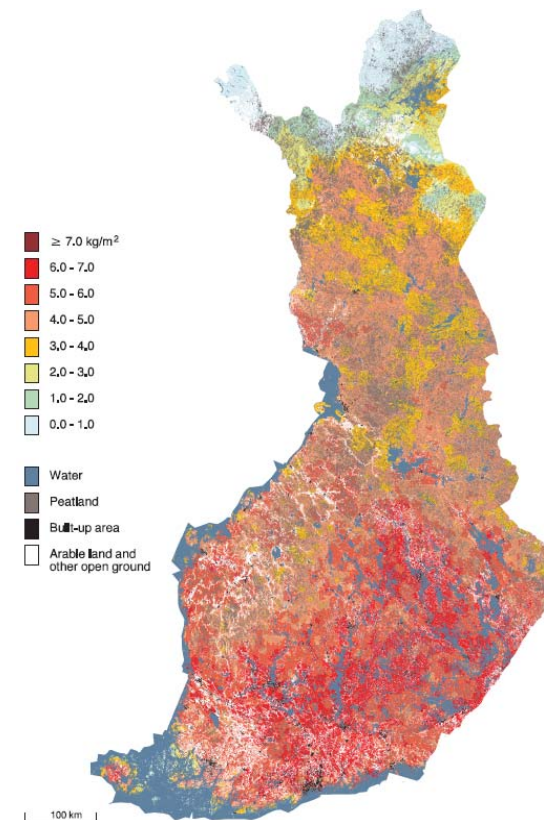 ≥ 7.0 kg/m²
6.0 - 7.0
5.0 - 6.0
4.0 - 5.0
3.0 - 4.0
2.0 - 3.0
1.0 - 2.0
0.0 - 1.0
Water
Peatland
Built-up area
Arable land and
other open ground
100 km